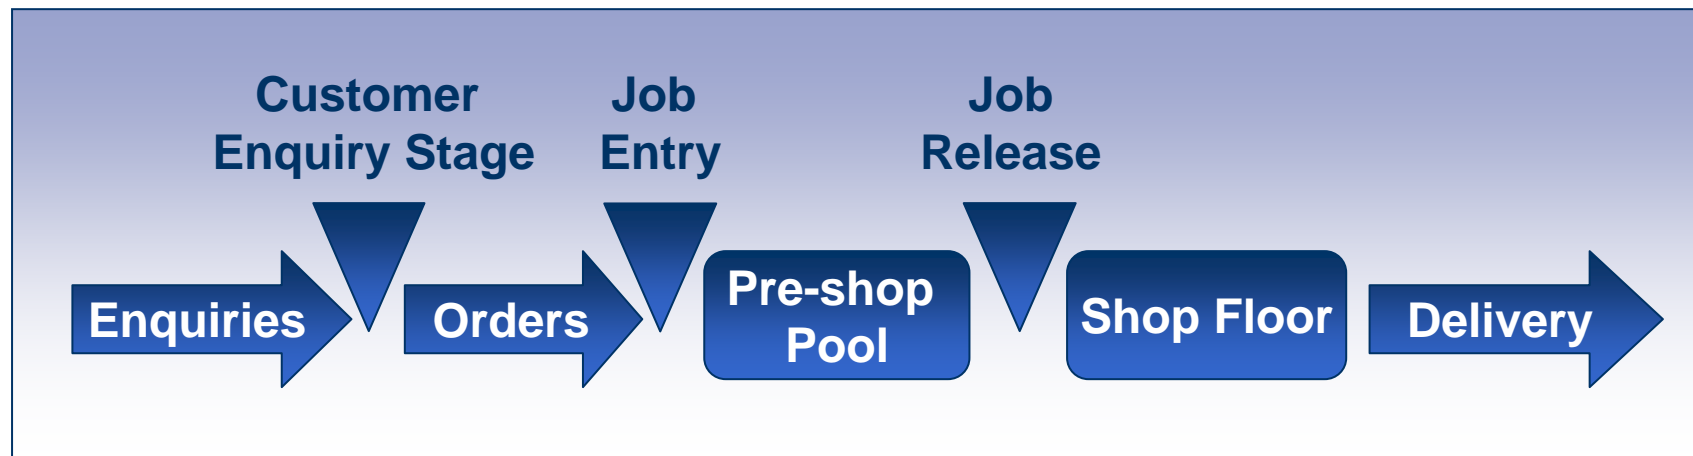 Customer
Enquiry Stage
Job
Entry
Job
Release
Enquiries
Orders
Pre-shop
Pool
Shop Floor
Delivery